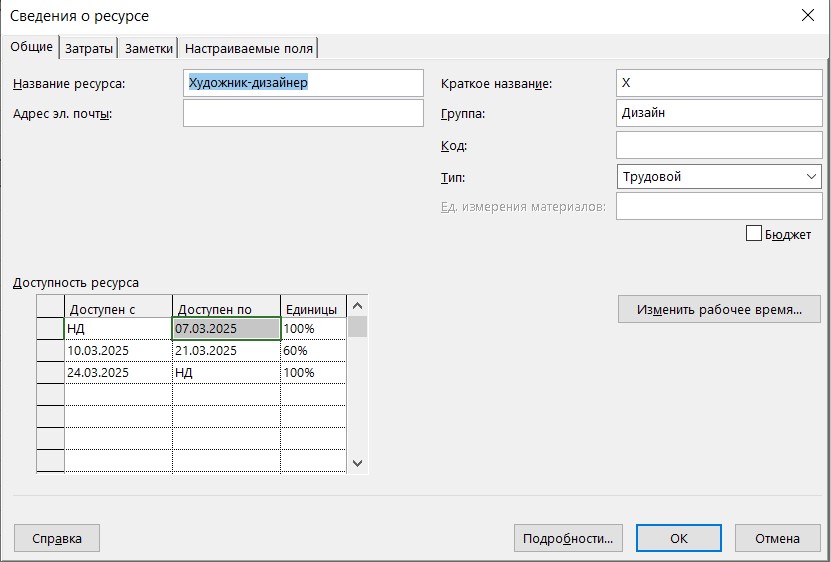 Сведения о ресурсе
Общие Затраты Заметки Настраиваемые поля
Название ресурса: Художник-дизайнер Краткое название: Х
Адрес эл. почты: Группа: Дизайн
Код:
Тип: Трудовой
Ед. измерения материалов:
Бюджет
Доступность ресурса
Доступен с Доступен по Единицы Изменить рабочее время...
НД 07.03.2025 100%
10.03.2025 21.03.2025 60%
24.03.2025 НД 100%
Справка Подробности... ОК Отмена